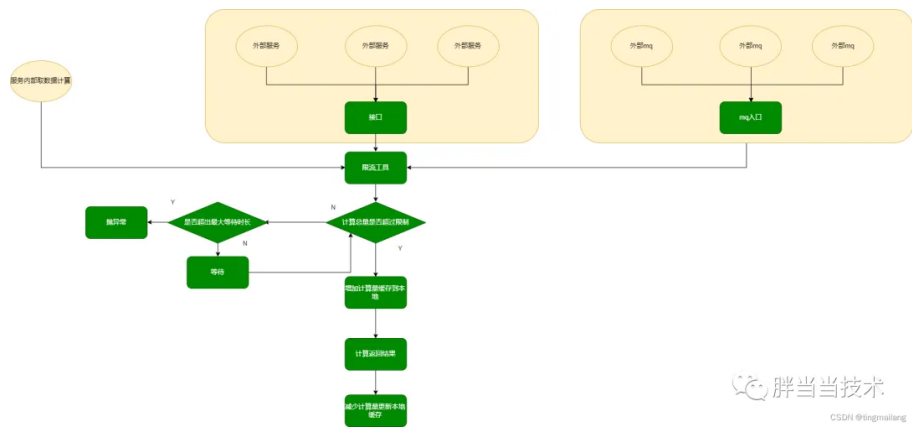 外部服务
外部服务
外部服务
外部mq
外部mq
外部mq
服务内部取数据计算
接口
mq入口
限流工具
Y
N
抛异常
是否超出最大等待时长
计算总量是否超过限制
N
Y
等待
增加计算量缓存到本
地
计算返回结果
减少计算量更新本地
缓存
胖当当技术
CSDN @tingmailang